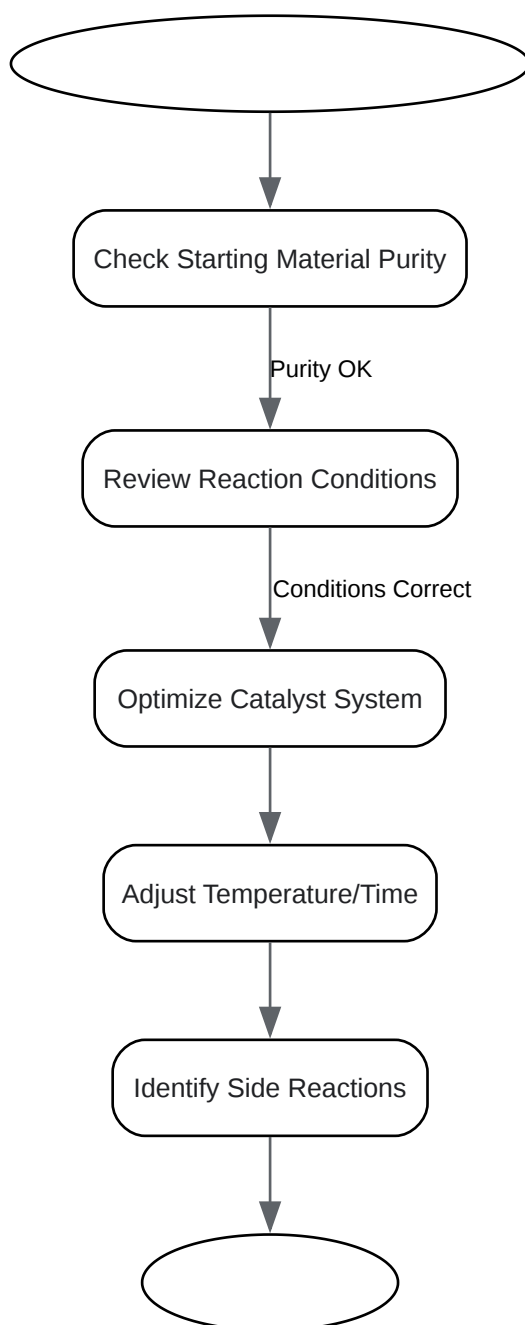 Check Starting Material Purity
Purity OK
Review Reaction Conditions
Conditions Correct
Optimize Catalyst System
Adjust Temperature/Time
Identify Side Reactions